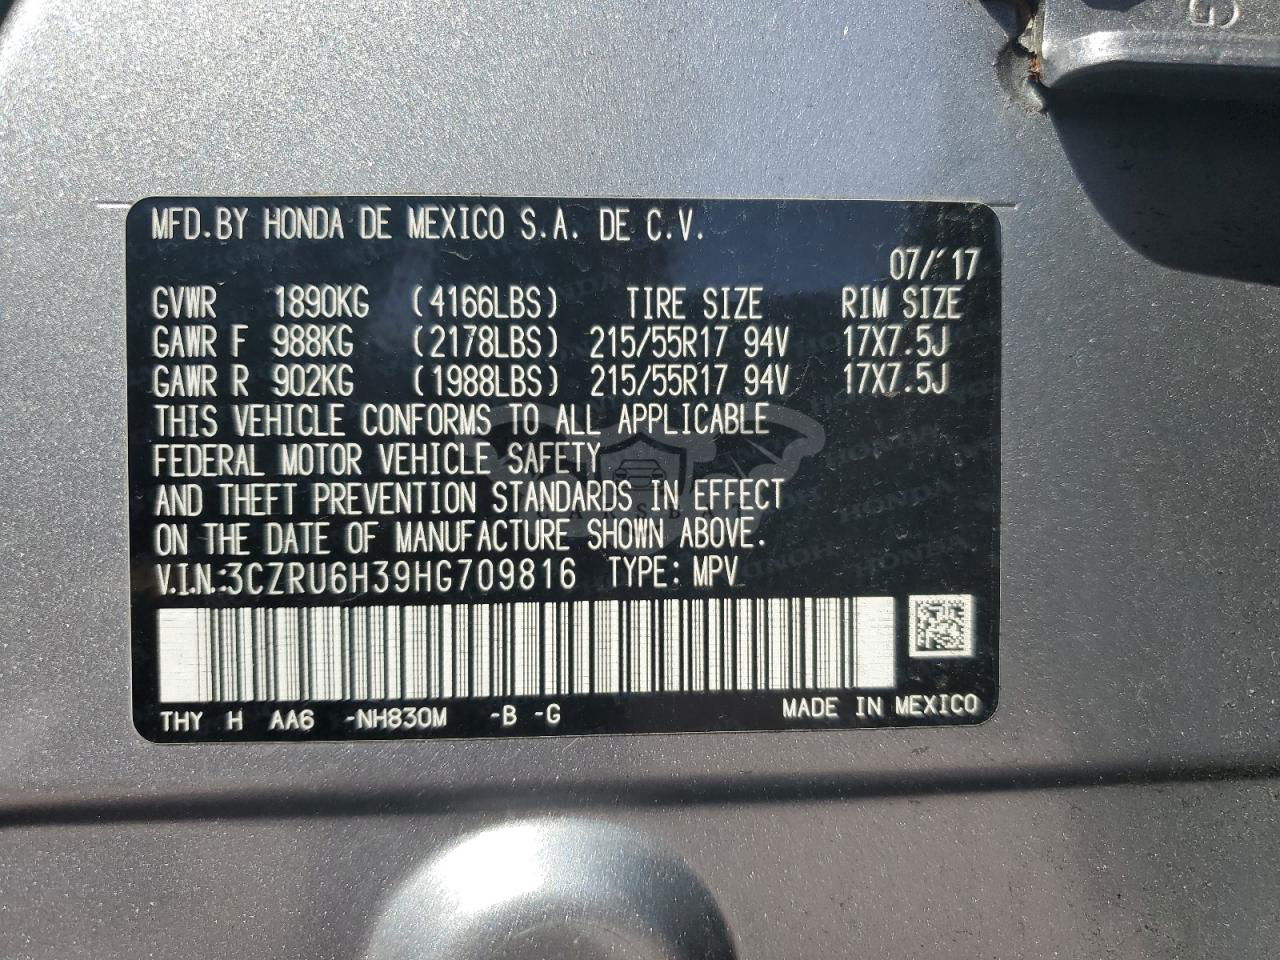 G
MFD.BY HONDA DE MEXICO S.A. DE C.V.
07/'17
GVWR 1890KG (4166LBS) TIRE SIZE RIM SIZE
GAWR F 988KG (2178LBS) 215/55R17 94V 17X7.5J
GAWR R 902KG (1988LBS) 215/55R17 94V 17X7.5J
THIS VEHICLE CONFORMS TO ALL APPLICABLE
FEDERAL MOTOR VEHICLE SAFETY
AND THEFT PREVENTION STANDARDS IN EFFECT
CARSBAT
ON THE DATE OF MANUFACTURE SHOWN ABOVE.
V.I.N.:3CZRU6H39HG709816 TYPE: MPV
THY H AA6 -NH830M -B -G MADE IN MEXICO